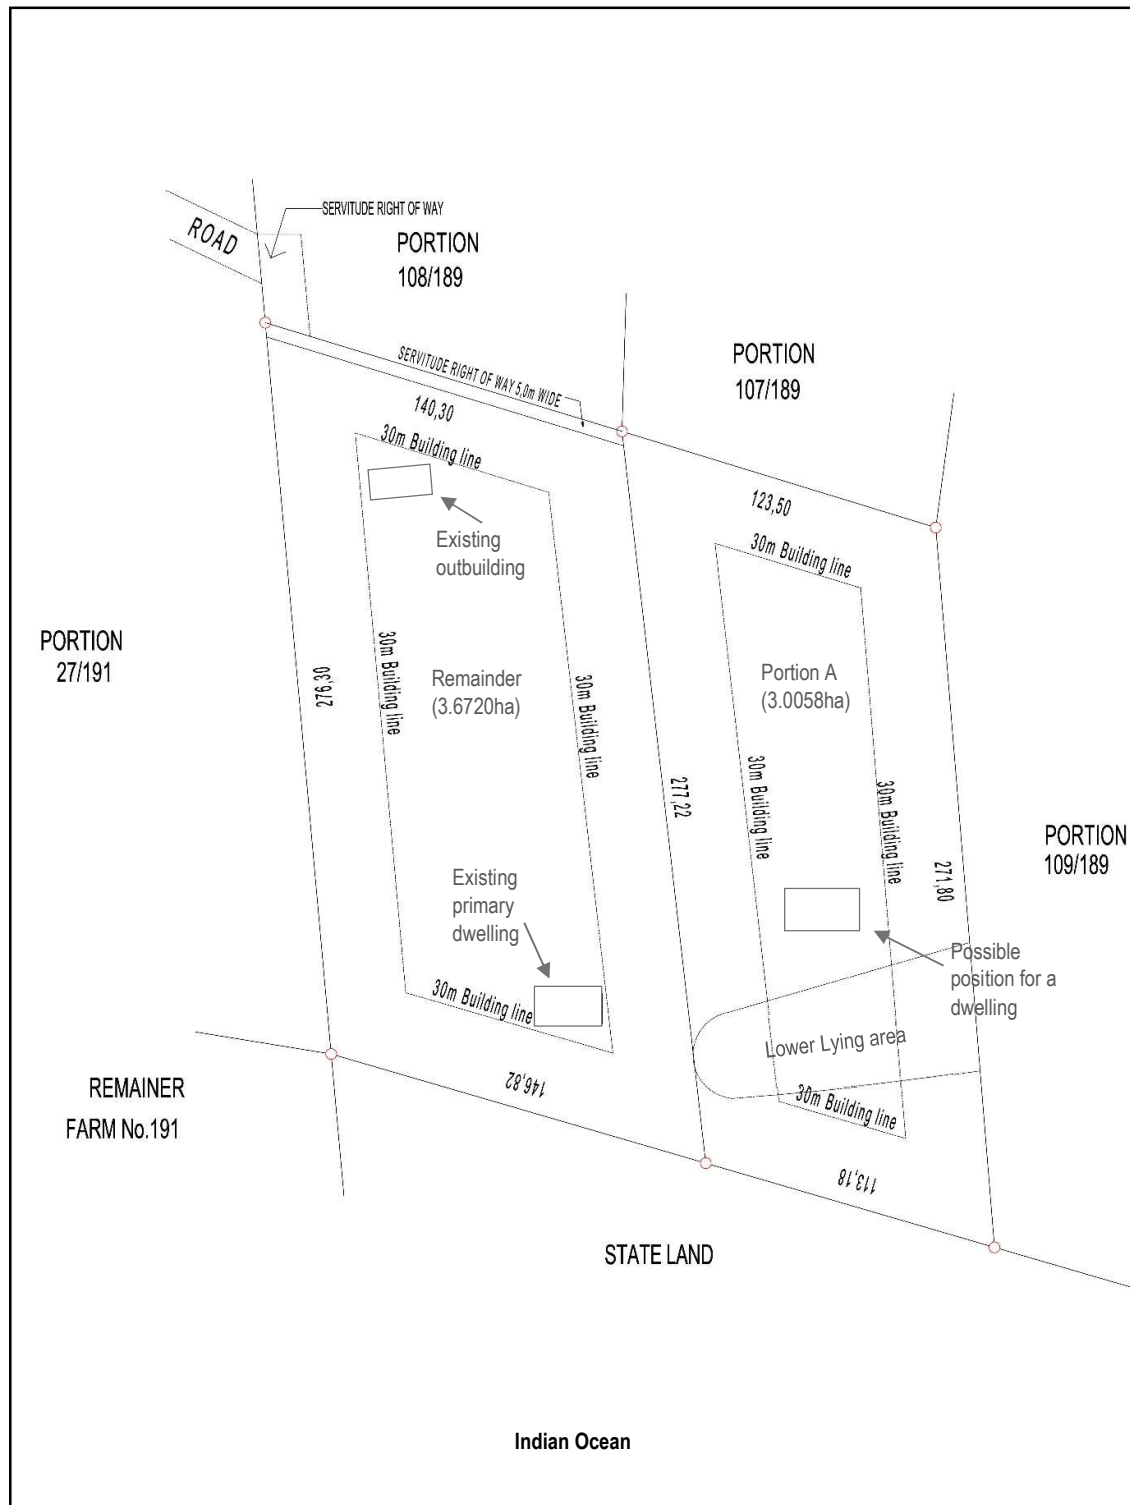 SERVITUDE RIGHT OF WAY
ROAD
PORTION
108/189
PORTION
107/189
SERVITUDE RIGHT OF WAY 5,0m WIDE
140,30
30m Building line
123,50
30m Building line
Existing
outbuilding
PORTION
27/191
276,30
30m Building line
Remainder
(3.6720ha)
30m Building line
Portion A
(3.0058ha)
277,22
30m Building line
30m Building line
271,80
PORTION
109/189
Existing
primary
dwelling
Possible
position for a
dwelling
30m Building line
Lower Lying area
30m Building line
146,82
REMAINER
FARM No.191
113,18
STATE LAND
Indian Ocean